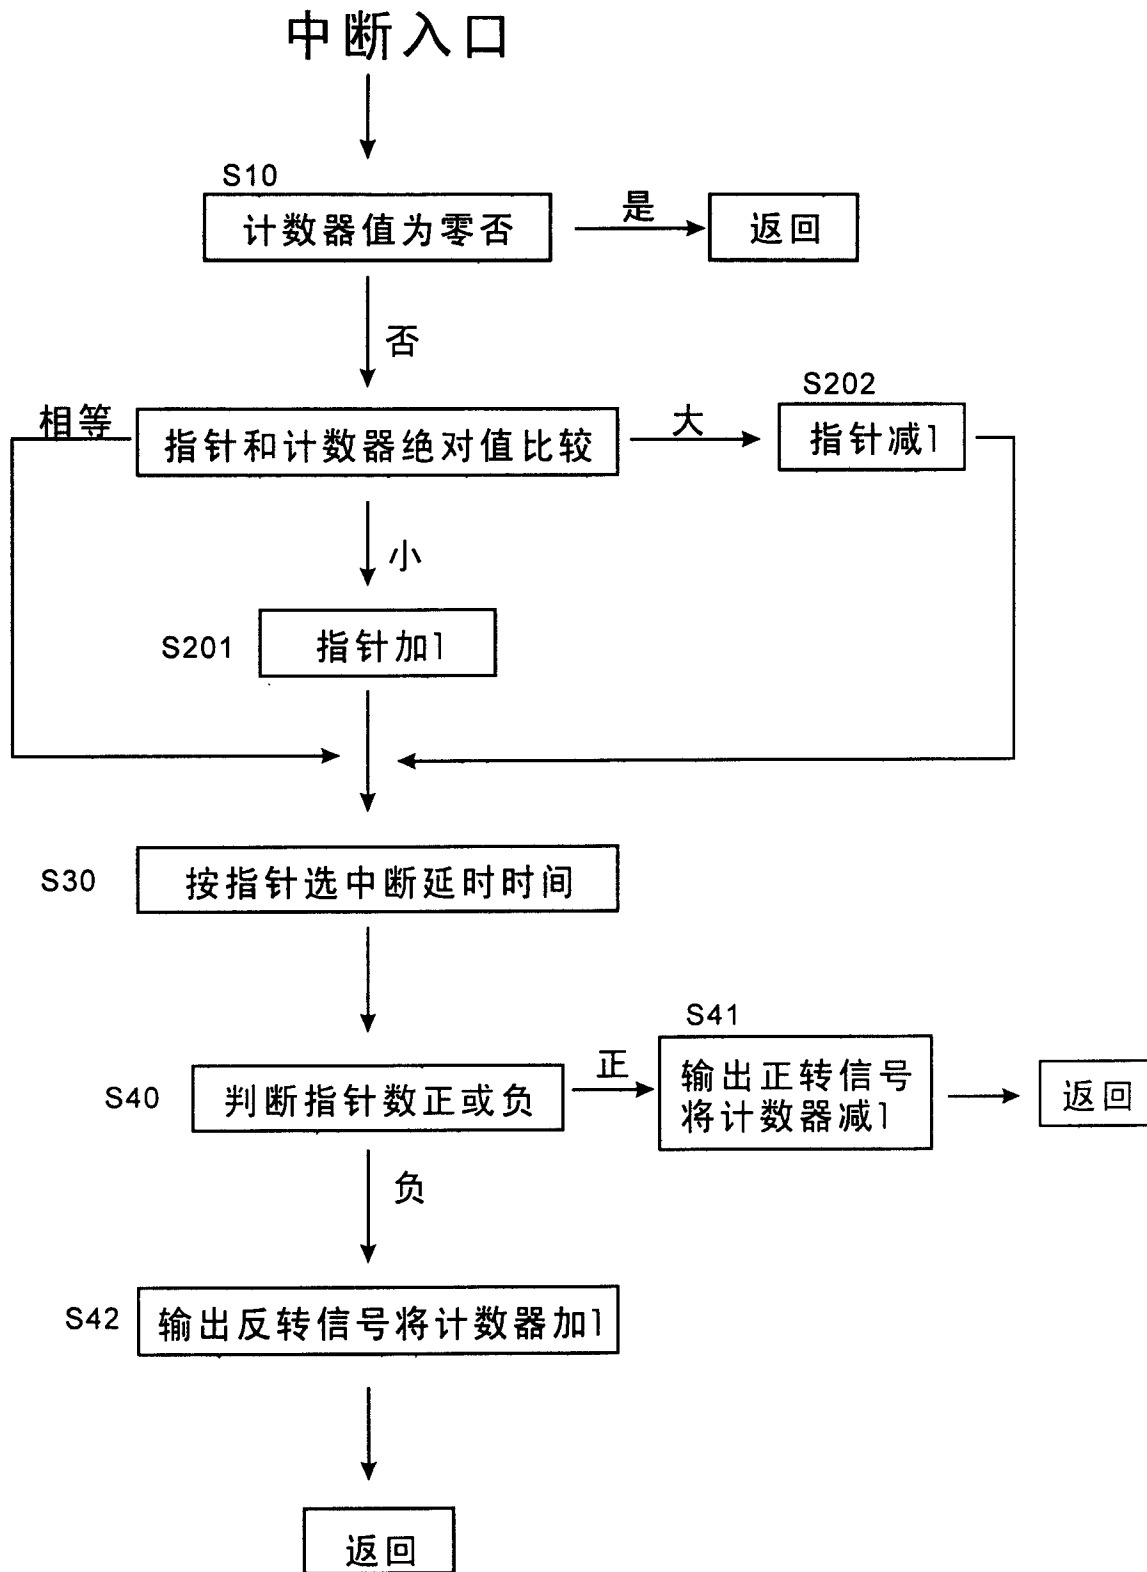 中断入口
S10
计数器值为零否
是
返回
否
S202
相等
指针和计数器绝对值比较
大
指针减1
小
S201
指针加1
S30
按指针选中断延时时间
S41
S40
判断指针数正或负
正
输出正转信号
将计数器减1
返回
负
S42
输出反转信号将计数器加1
返回